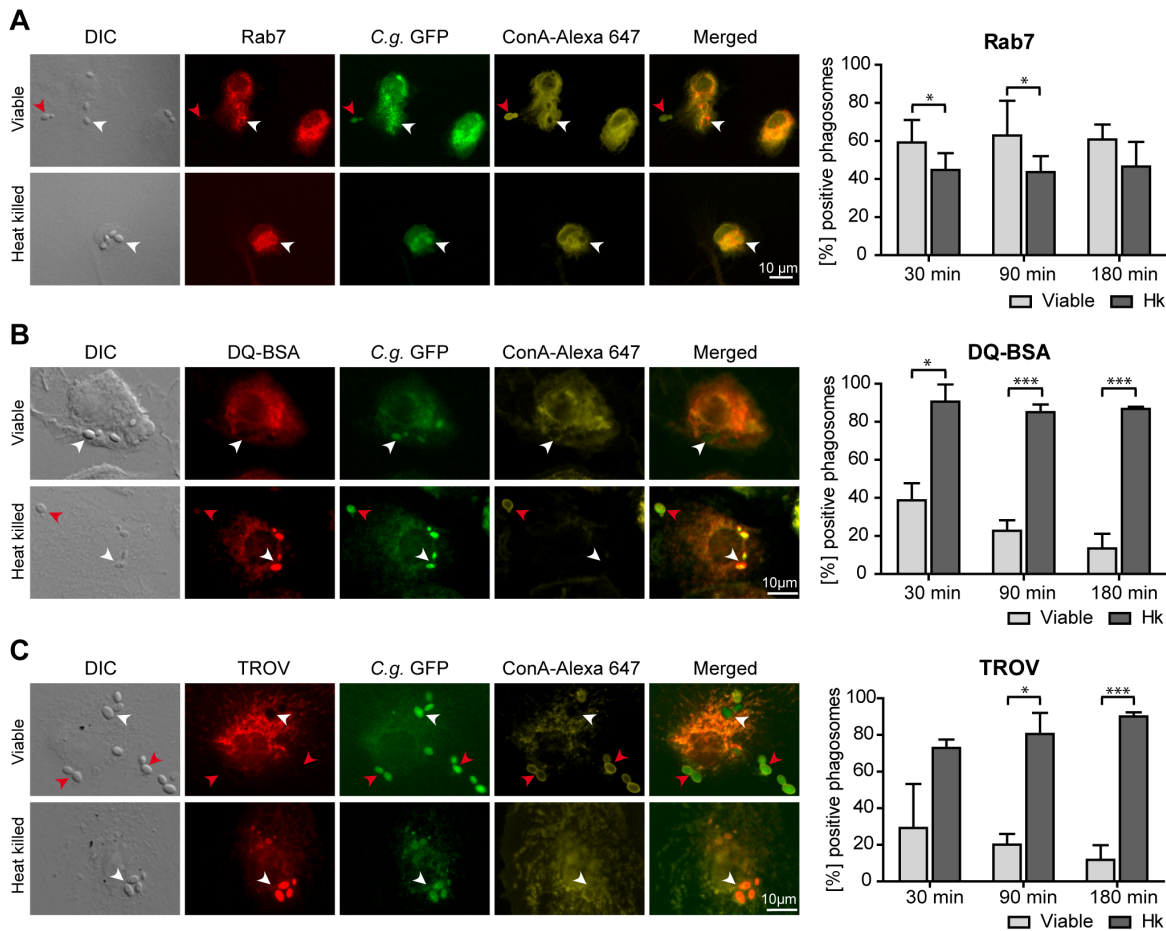 A
DIC Rab7 C.g. GFP ConA-Alexa 647 Merged
Viable
Heat killed
10 µm
Rab7
[%] positive phagosomes
100
80
60
40
20
0
* *
30 min 90 min 180 min
Viable Hk
B
DIC DQ-BSA C.g. GFP ConA-Alexa 647 Merged
Viable
Heat killed
10µm
DQ-BSA
[%] positive phagosomes
100
80
60
40
20
0
* *** ***
30 min 90 min 180 min
Viable Hk
C
DIC TROV C.g. GFP ConA-Alexa 647 Merged
Viable
Heat killed
10µm
TROV
[%] positive phagosomes
100
80
60
40
20
0
* ***
30 min 90 min 180 min
Viable Hk